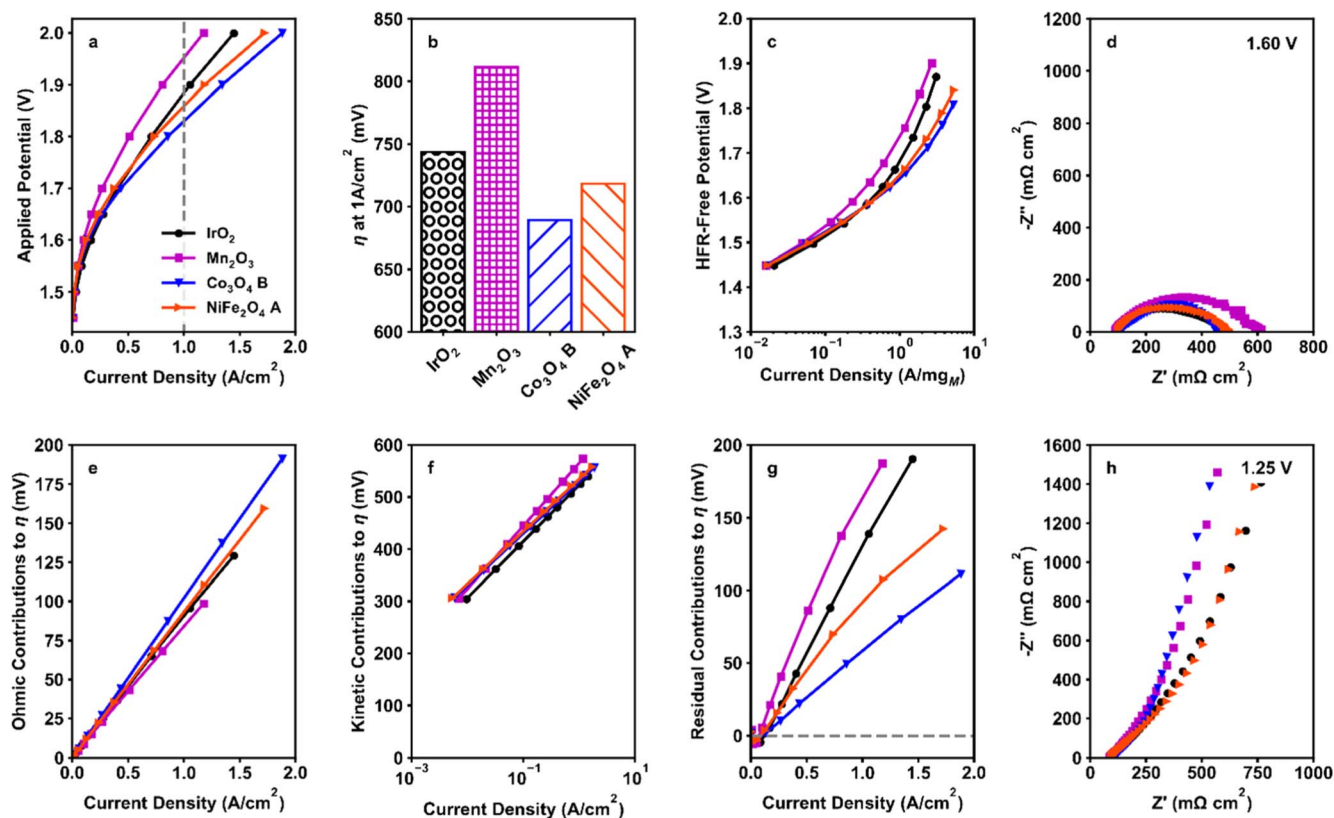 a
Applied Potential (V)
2.0
1.9
1.8
1.7
1.6
1.5
IrO₂
Mn₂O₃
Co₃O₄ B
NiFe₂O₄ A
0.0 0.5 1.0 1.5 2.0
Current Density (A/cm²)
b
η at 1A/cm² (mV)
850
800
750
700
650
600
IrO₂
Mn₂O₃
Co₃O₄ B
NiFe₂O₄ A
c
HFR-Free Potential (V)
2.0
1.9
1.8
1.7
1.6
1.5
1.4
1.3
10⁻² 10⁻¹ 10⁰ 10¹
Current Density (A/mg_M)
d
1.60 V
-Z'' (mΩ cm²)
1200
1000
800
600
400
200
0
0 200 400 600 800
Z' (mΩ cm²)
e
Ohmic Contributions to η (mV)
200
175
150
125
100
75
50
25
0
0.0 0.5 1.0 1.5 2.0
Current Density (A/cm²)
f
Kinetic Contributions to η (mV)
600
500
400
300
200
100
0
10⁻³ 10⁻¹ 10¹
Current Density (A/cm²)
g
Residual Contributions to η (mV)
200
150
100
50
0
0.0 0.5 1.0 1.5 2.0
Current Density (A/cm²)
h
1.25 V
-Z'' (mΩ cm²)
1600
1400
1200
1000
800
600
400
200
0
0 250 500 750 1000
Z' (mΩ cm²)